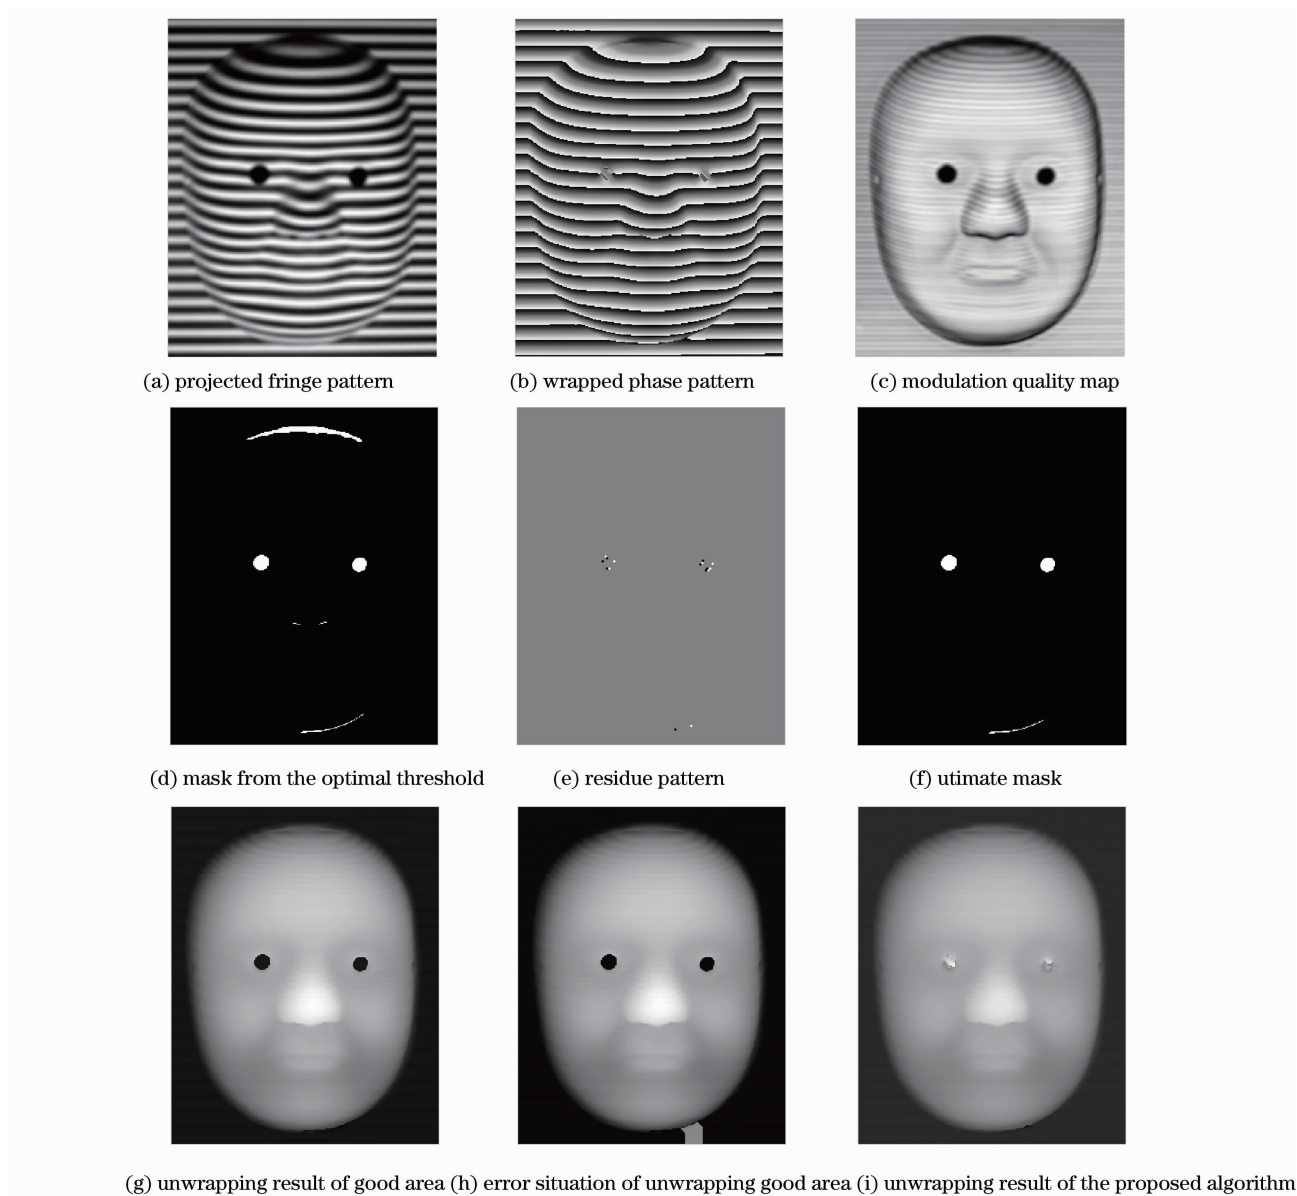 (a) projected fringe pattern
(b) wrapped phase pattern
(c) modulation quality map
(d) mask from the optimal threshold
(e) residue pattern
(f) utimate mask
(g) unwrapping result of good area
(h) error situation of unwrapping good area
(i) unwrapping result of the proposed algorithm